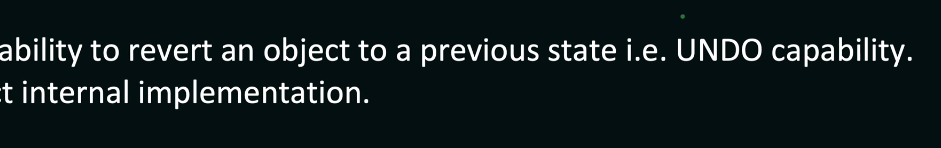 ability to revert an object to a previous state i.e. UNDO capability.
internal implementation.